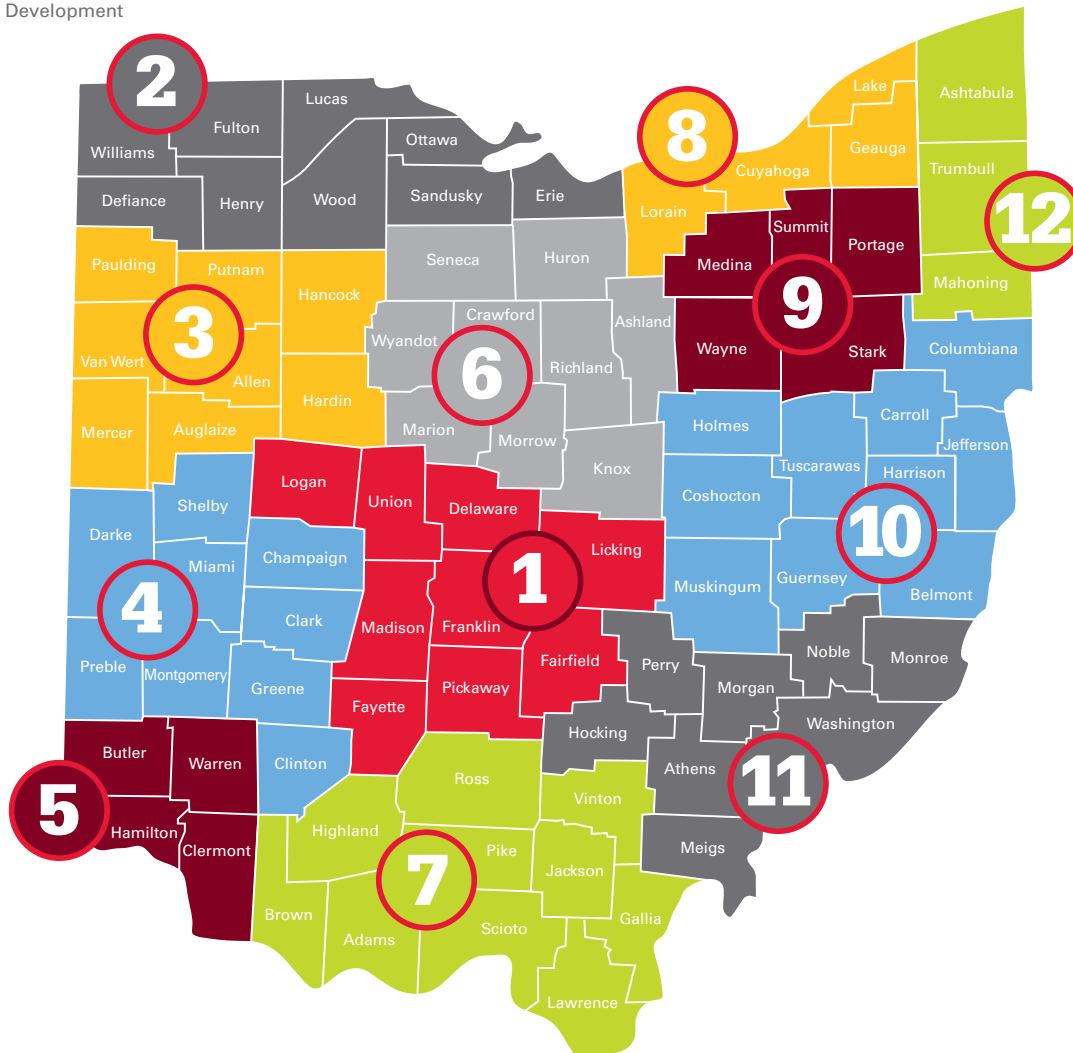 Development
2
Lucas
Fulton
Williams
Ottawa
Defiance
Henry
Wood
Sandusky
Erie
8
Lake
Ashtabula
Geauga
Cuyahoga
Trumbull
Lorain
12
Summit
Portage
Medina
Mahoning
9
Wayne
Stark
Paulding
Putnam
Hancock
3
Van Wert
Allen
Hardin
Mercer
Auglaize
Seneca
Huron
Crawford
Ashland
Wyandot
6
Richland
Marion
Morrow
Knox
Columbiana
Carroll
Holmes
Jefferson
Tuscarawas
Harrison
Coshocton
10
Guernsey
Muskingum
Belmont
Logan
Union
Delaware
Licking
1
Madison
Franklin
Fairfield
Pickaway
Fayette
Shelby
Darke
Miami
Champaign
4
Clark
Preble
Montgomery
Greene
Clinton
Butler
Warren
5
Hamilton
Clermont
Perry
Noble
Monroe
Morgan
Washington
Hocking
Athens
11
Meigs
Ross
Vinton
Highland
Pike
7
Jackson
Brown
Adams
Scioto
Gallia
Lawrence